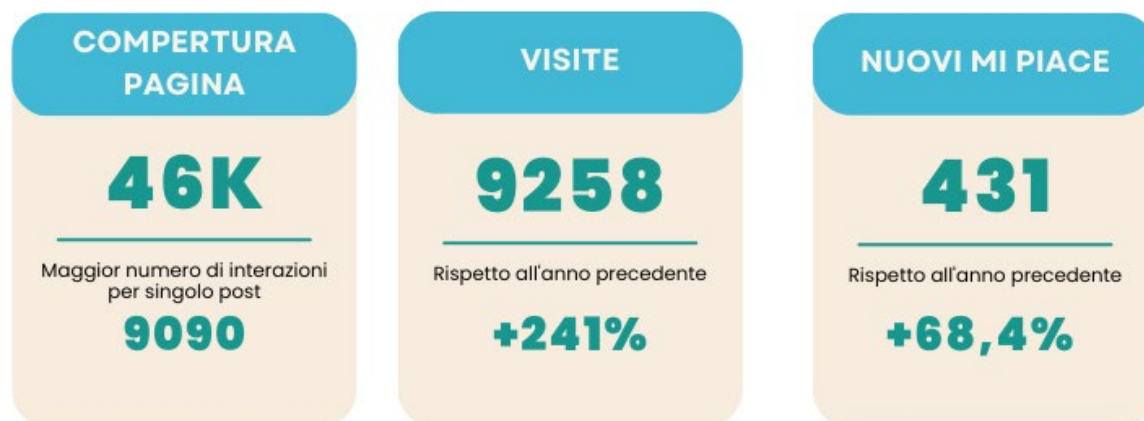 COMPERTURA
PAGINA
46K
Maggior numero di interazioni
per singolo post
9090
VISITE
9258
Rispetto all'anno precedente
+241%
NUOVI MI PIACE
431
Rispetto all'anno precedente
+68,4%